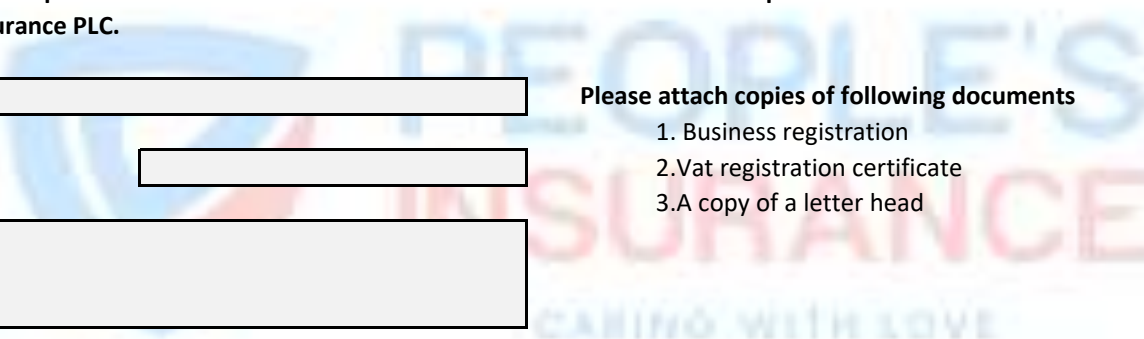 urance PLC.
PEOPLE'S
INSURANCE
CARING WITH LOVE
Please attach copies of following documents
1. Business registration
2.Vat registration certificate
3.A copy of a letter head